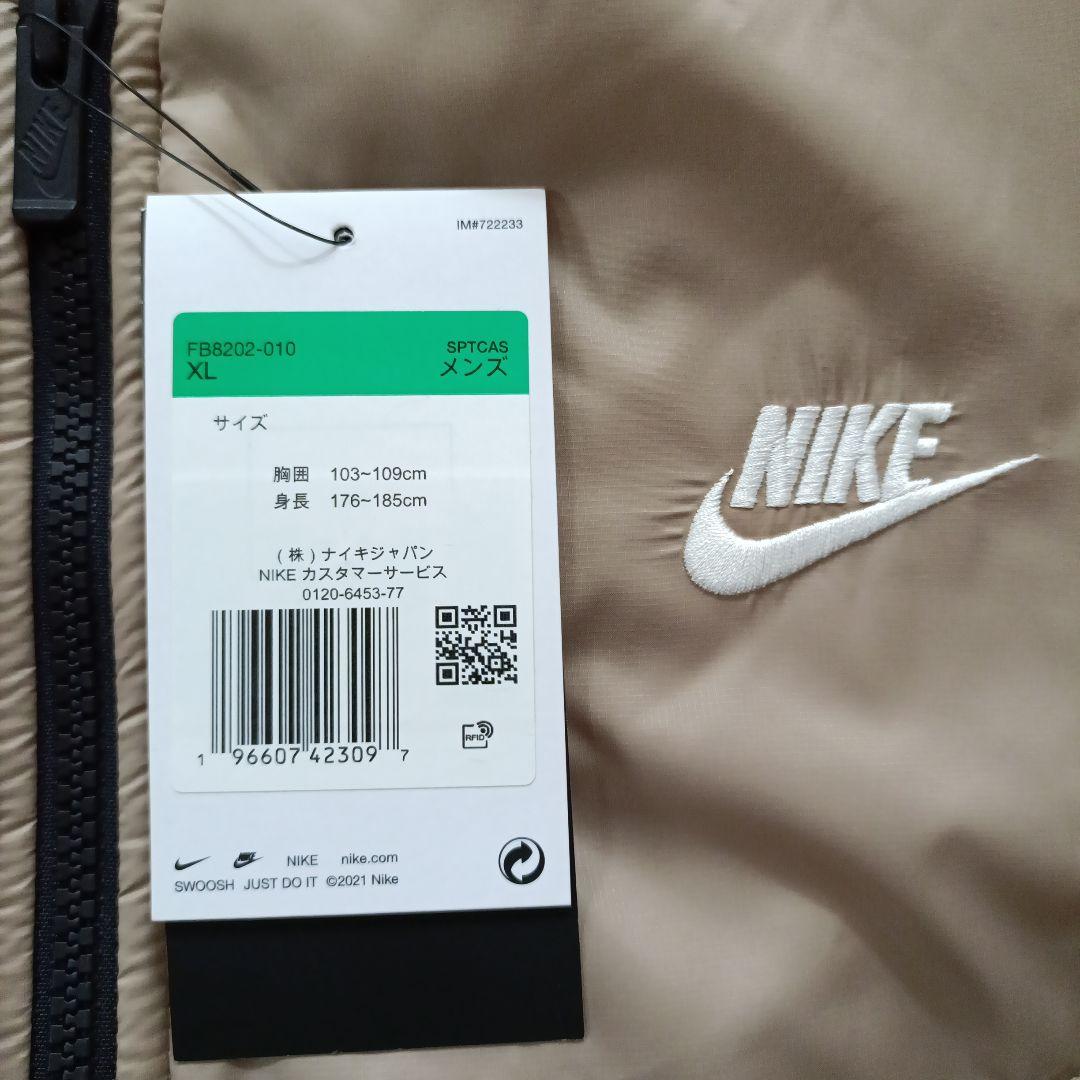 NIKE
IM#722233
FB8202-010 SPTCAS
XL メンズ
サイズ
胸囲 103~109cm
身長 176~185cm
(株)ナイキジャパン
NIKE カスタマーサービス
0120-6453-77
RFID
1 96607 42309 7
NIKE nike.com
SWOOSH JUST DO IT ©2021 Nike
NIKE